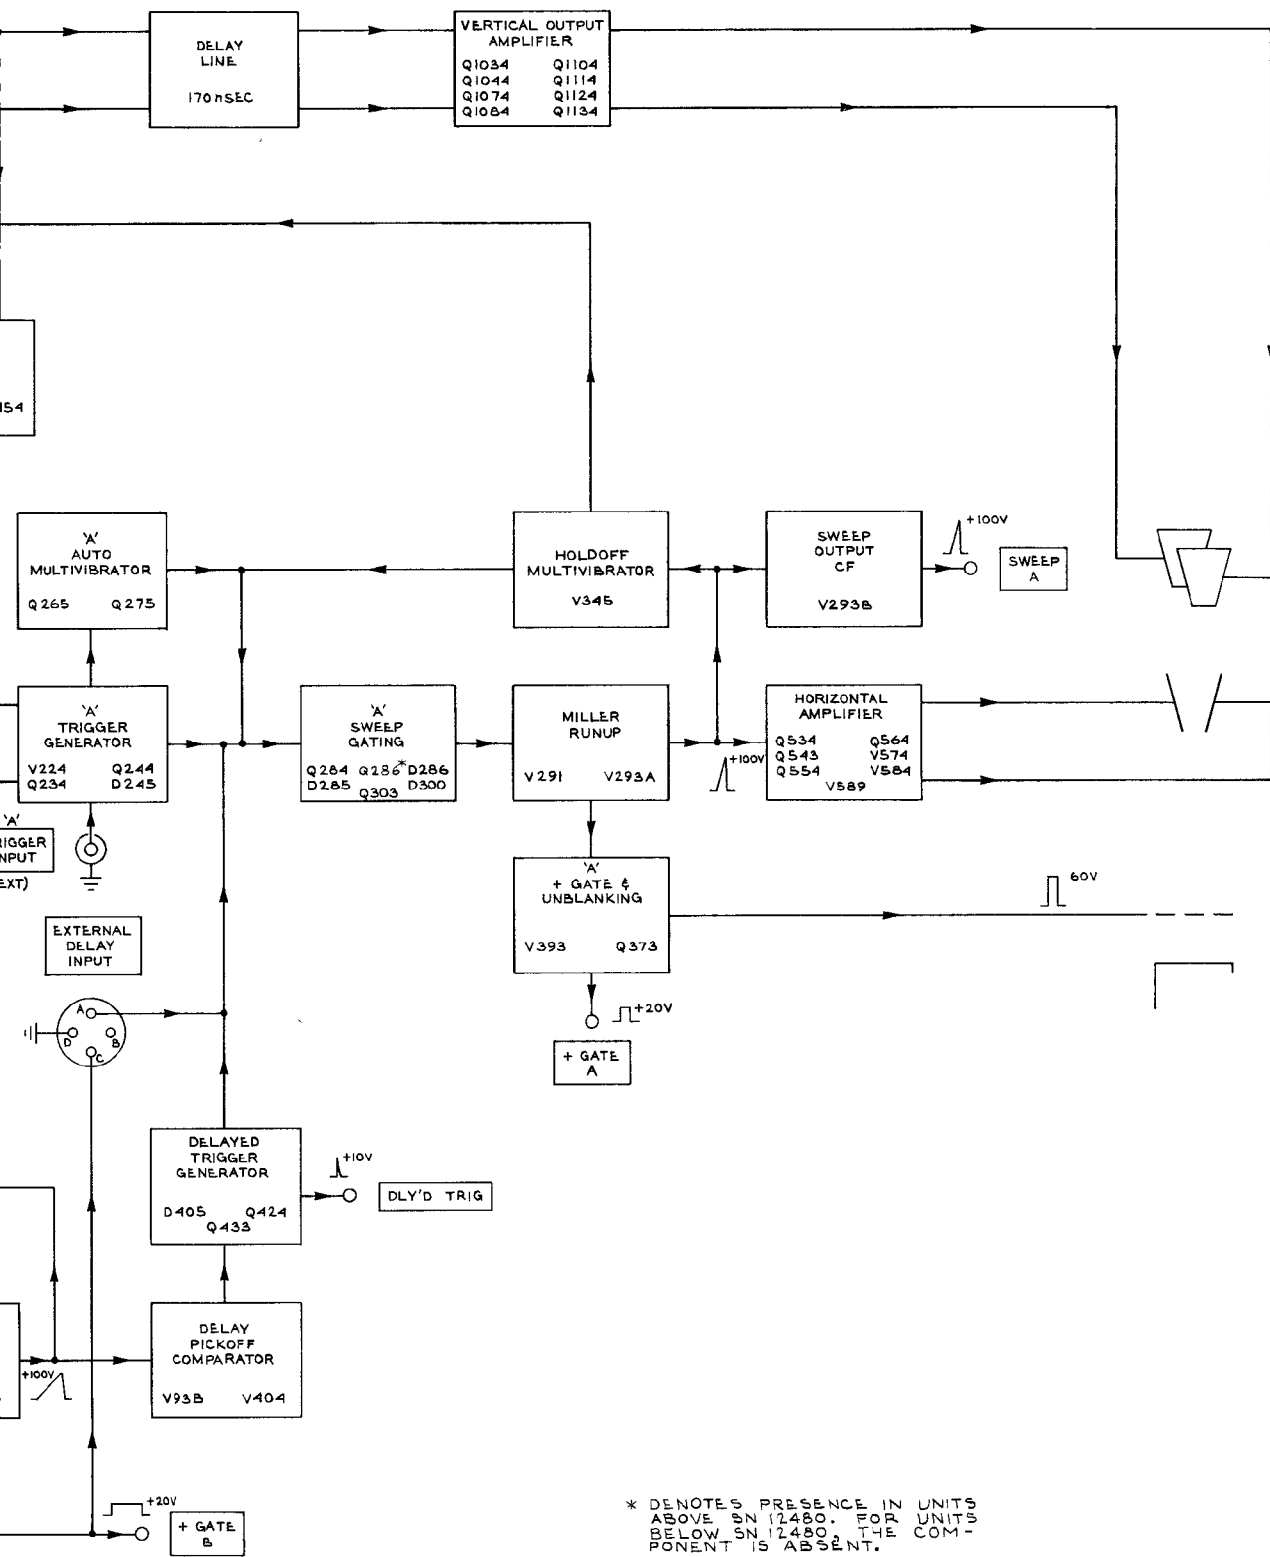 DELAY
LINE
170 nSEC
VERTICAL OUTPUT
AMPLIFIER
Q1034 Q1104
Q1044 Q1114
Q1074 Q1124
Q1084 Q1134
154
'A'
AUTO
MULTIVIBRATOR
Q265 Q275
HOLDOFF
MULTIVIBRATOR
V345
SWEEP
OUTPUT
CF
V293B
+100V
SWEEP
A
'A'
TRIGGER
GENERATOR
V224 Q244
Q234 D245
'A'
SWEEP
GATING
Q284 Q286* D286
D285 Q303 D300
MILLER
RUNUP
V291 V293A
+100V
HORIZONTAL
AMPLIFIER
Q534 Q564
Q543 V574
Q554 V584
V589
'A'
RIGGER
NPUT
EXT)
'A'
+ GATE &
UNBLANKING
V393 Q373
60V
EXTERNAL
DELAY
INPUT
A
D B
C
+20V
+ GATE
A
DELAYED
TRIGGER
GENERATOR
D405 Q424
Q433
+10V
DLY'D TRIG
DELAY
PICKOFF
COMPARATOR
V93B V404
+100V
+20V
+ GATE
B
* DENOTES PRESENCE IN UNITS
ABOVE SN 12480. FOR UNITS
BELOW SN 12480, THE COM-
PONENT IS ABSENT.